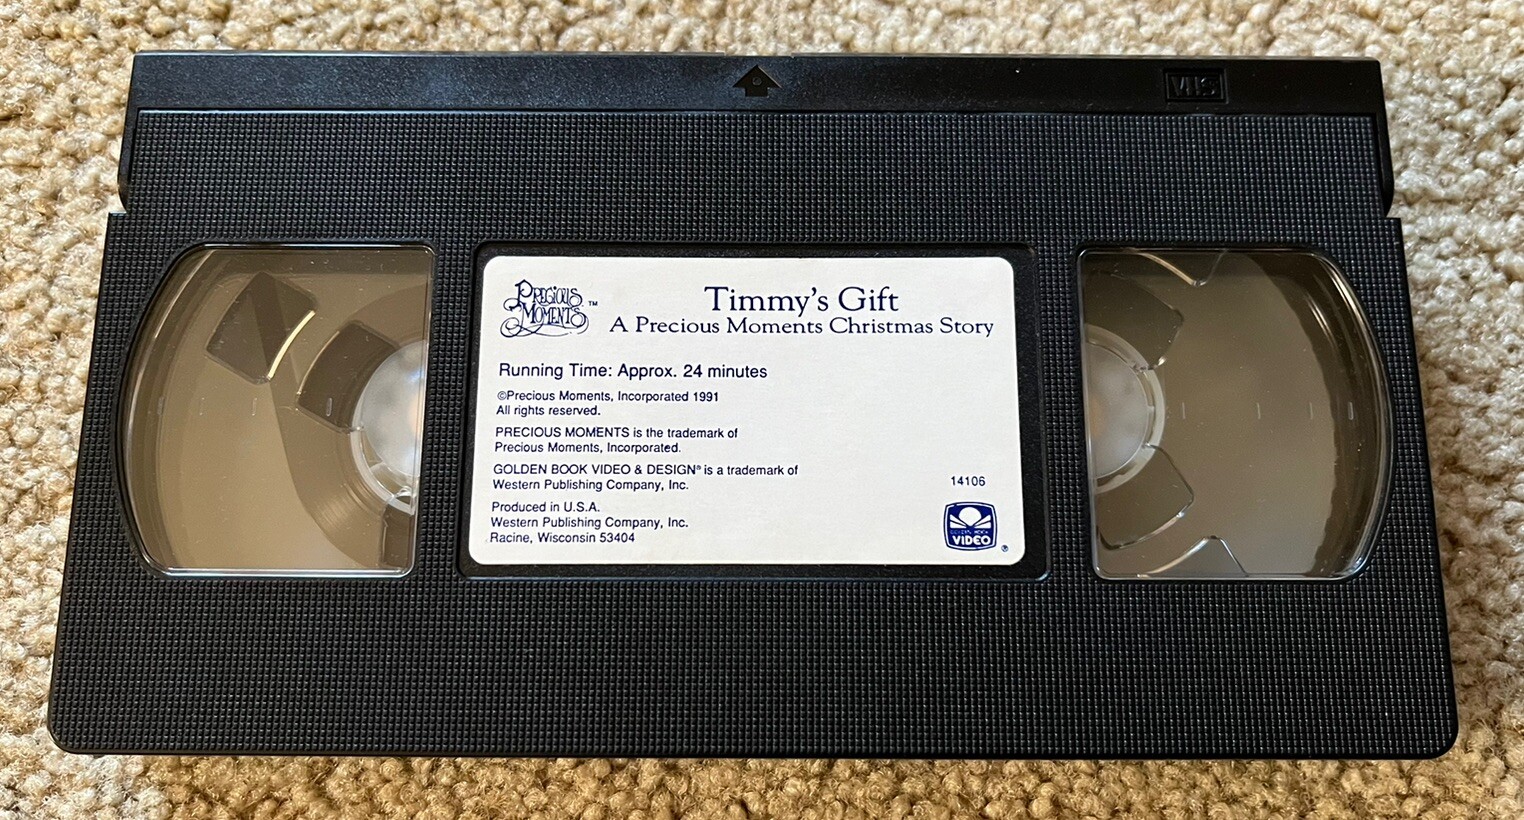 VHS
PRECIOUS MOMENTS ™
Timmy's Gift
A Precious Moments Christmas Story
Running Time: Approx. 24 minutes
©Precious Moments, Incorporated 1991
All rights reserved.
PRECIOUS MOMENTS is the trademark of
Precious Moments, Incorporated.
GOLDEN BOOK VIDEO & DESIGN® is a trademark of
Western Publishing Company, Inc.
Produced in U.S.A.
Western Publishing Company, Inc.
Racine, Wisconsin 53404
14106
GOLDEN BOOK
VIDEO ®